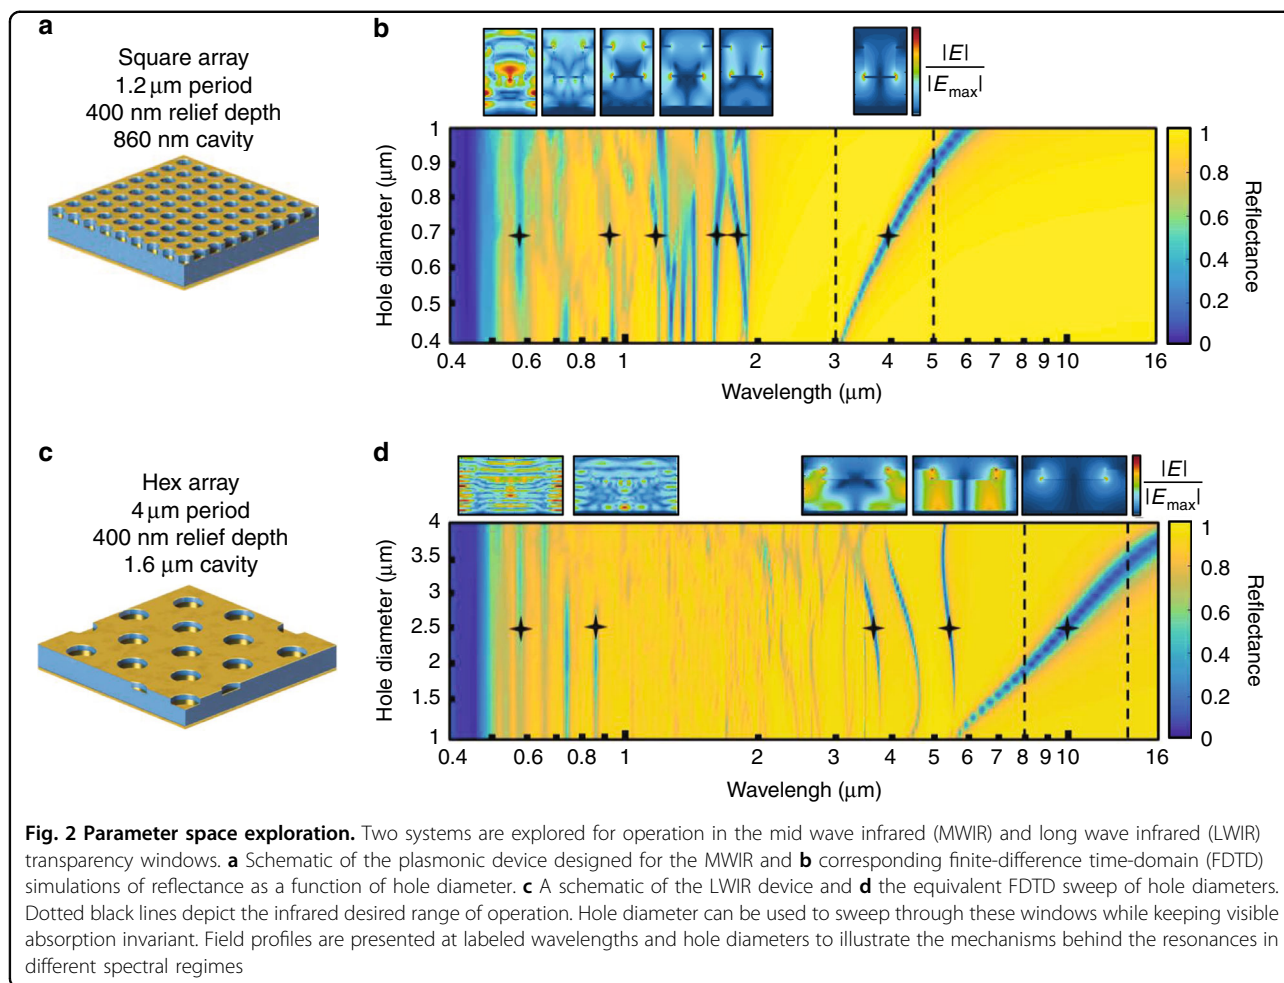 a
Square array
1.2 μm period
400 nm relief depth
860 nm cavity
b
|E|
|Emax|
Hole diameter (μm)
1
0.9
0.8
0.7
0.6
0.5
0.4
0.4 0.6 0.8 1 2 3 4 5 6 7 8 9 10 16
Wavelength (μm)
1
0.8
0.6
0.4
0.2
0
Reflectance
c
Hex array
4 μm period
400 nm relief depth
1.6 μm cavity
d
|E|
|Emax|
Hole diameter (μm)
4
3.5
3
2.5
2
1.5
1
0.4 0.6 0.8 1 2 3 4 5 6 7 8 9 10 16
Wavelengh (μm)
1
0.8
0.6
0.4
0.2
0
Reflectance
Fig. 2 Parameter space exploration. Two systems are explored for operation in the mid wave infrared (MWIR) and long wave infrared (LWIR)
transparency windows. a Schematic of the plasmonic device designed for the MWIR and b corresponding finite-difference time-domain (FDTD)
simulations of reflectance as a function of hole diameter. c A schematic of the LWIR device and d the equivalent FDTD sweep of hole diameters.
Dotted black lines depict the infrared desired range of operation. Hole diameter can be used to sweep through these windows while keeping visible
absorption invariant. Field profiles are presented at labeled wavelengths and hole diameters to illustrate the mechanisms behind the resonances in
different spectral regimes